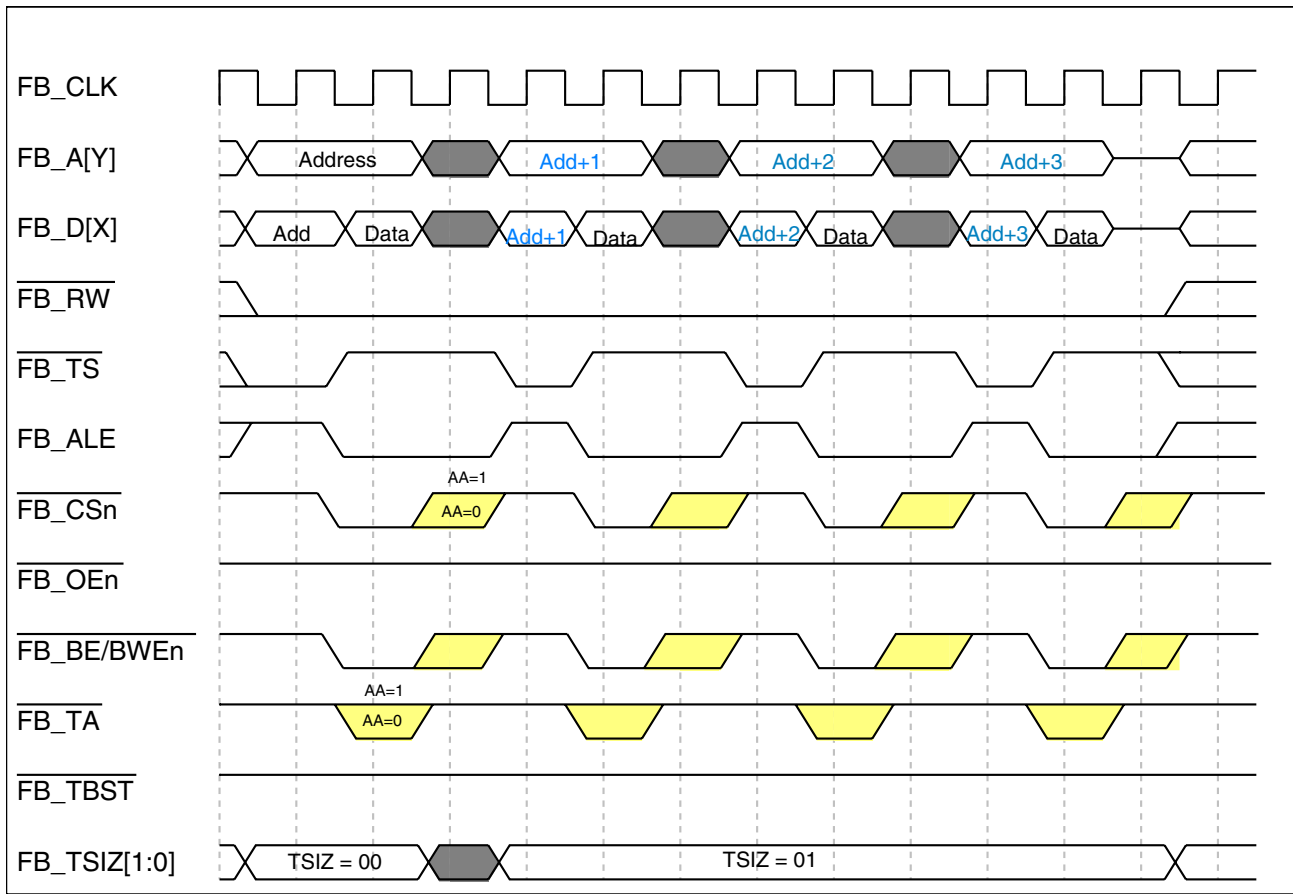 FB_CLK
FB_A[Y] Address Add+1 Add+2 Add+3
FB_D[X] Add Data Add+1 Data Add+2 Data Add+3 Data
FB_RW
FB_TS
FB_ALE
AA=1
FB_CSn AA=0
FB_OEn
FB_BE/BWEn
AA=1
FB_TA AA=0
FB_TBST
FB_TSIZ[1:0] TSIZ = 00 TSIZ = 01